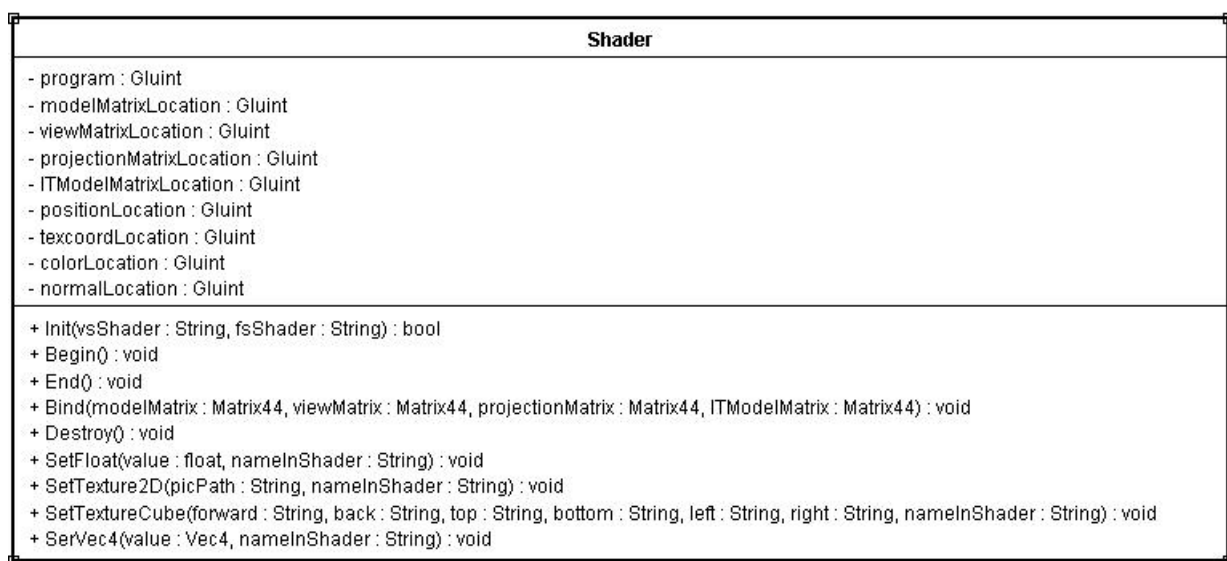 Shader
- program : Gluint
- modelMatrixLocation : Gluint
- viewMatrixLocation : Gluint
- projectionMatrixLocation : Gluint
- ITModelMatrixLocation : Gluint
- positionLocation : Gluint
- texcoordLocation : Gluint
- colorLocation : Gluint
- normalLocation : Gluint
+ Init(vsShader : String, fsShader : String) : bool
+ Begin() : void
+ End() : void
+ Bind(modelMatrix : Matrix44, viewMatrix : Matrix44, projectionMatrix : Matrix44, ITModelMatrix : Matrix44) : void
+ Destroy() : void
+ SetFloat(value : float, nameInShader : String) : void
+ SetTexture2D(picPath : String, nameInShader : String) : void
+ SetTextureCube(forward : String, back : String, top : String, bottom : String, left : String, right : String, nameInShader : String) : void
+ SerVec4(value : Vec4, nameInShader : String) : void